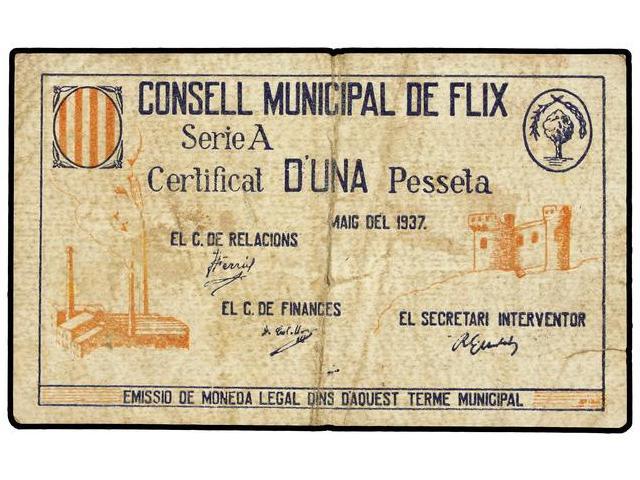 CONSELL MUNICIPAL DE FLIX
Serie A
Certificat D'UNA Pesseta
MAIG DEL 1937.
EL C. DE RELACIONS
EL C. DE FINANCES
EL SECRETARI INTERVENTOR
EMISSIO DE MONEDA LEGAL DINS D'AQUEST TERME MUNICIPAL